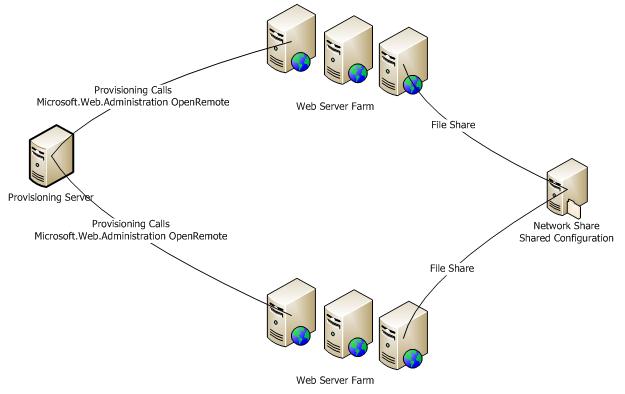 Provisioning Calls
Microsoft.Web.Administration OpenRemote
Web Server Farm
File Share
Provisioning Server
Network Share
Shared Configuration
Provisioning Calls
Microsoft.Web.Administration OpenRemote
File Share
Web Server Farm